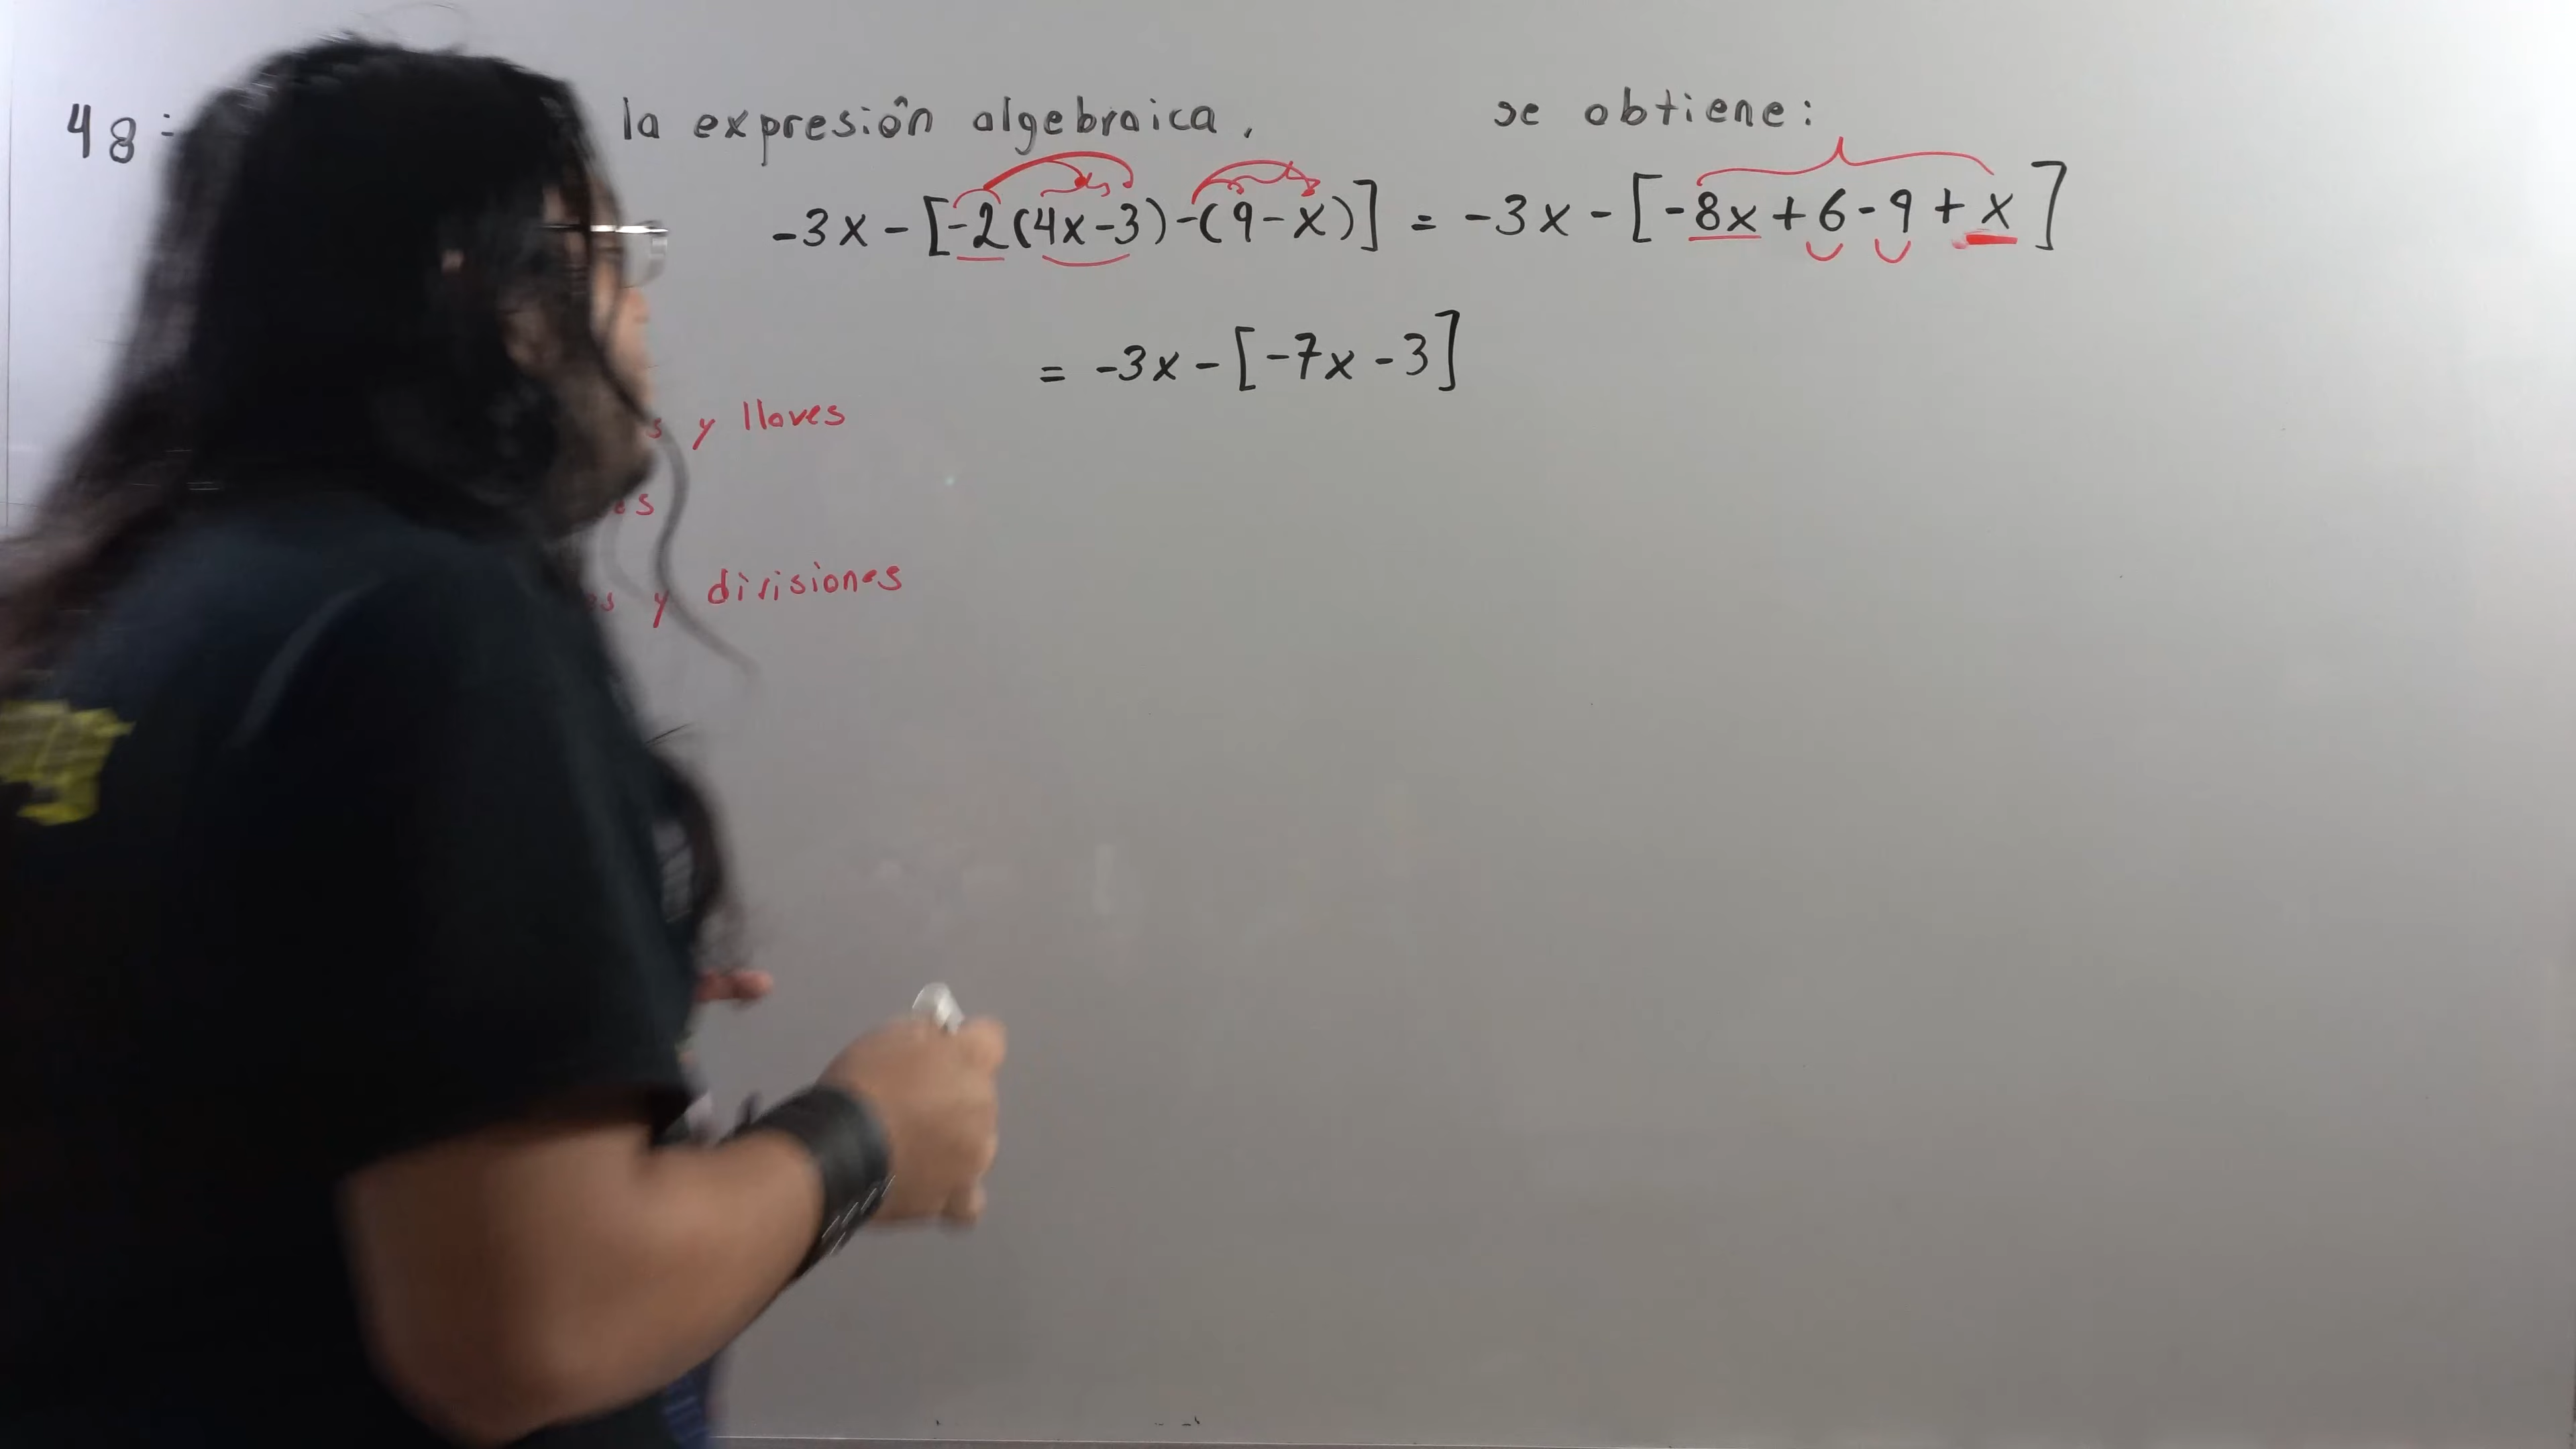 48: la expresión algebraica, se obtiene:
-3x - [-2(4x-3)-(9-x)] = -3x - [-8x + 6 - 9 + x]
= -3x - [-7x - 3]
y llaves
y divisiones